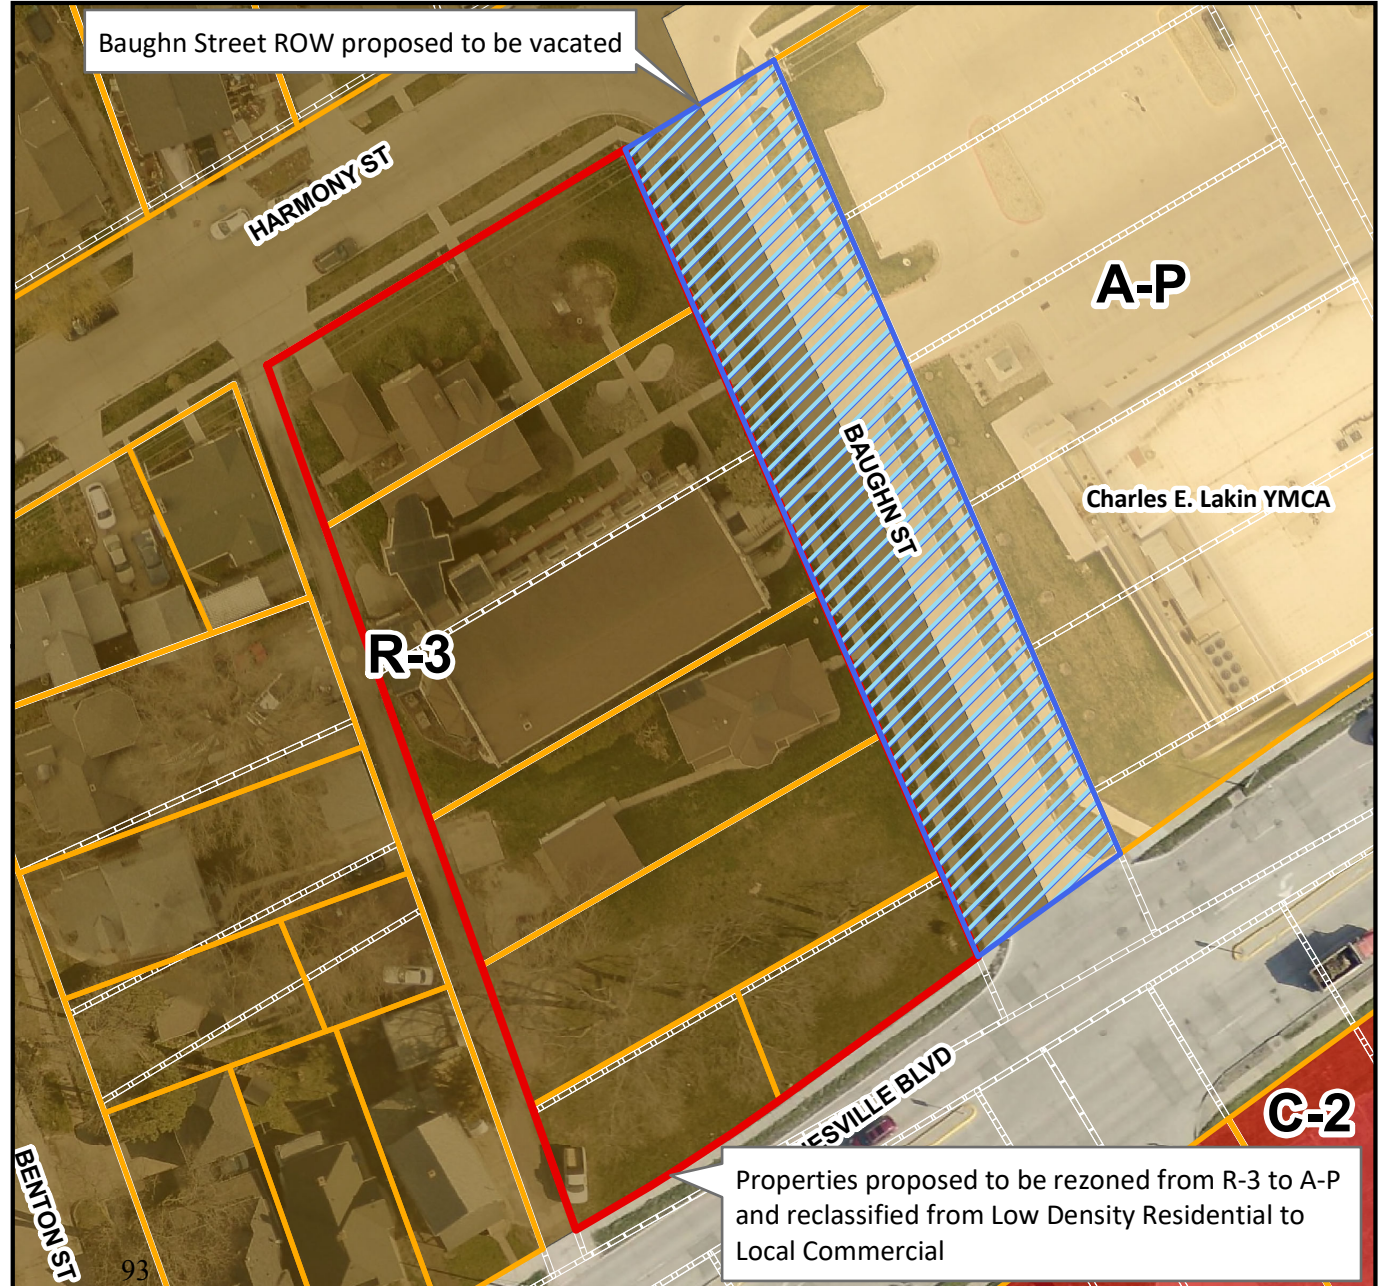 Baughn Street ROW proposed to be vacated
HARMONY ST
A-P
BAUGHN ST
Charles E. Lakin YMCA
R-3
C-2
BENTON ST
Properties proposed to be rezoned from R-3 to A-P
and reclassified from Low Density Residential to
Local Commercial
BLVD
93